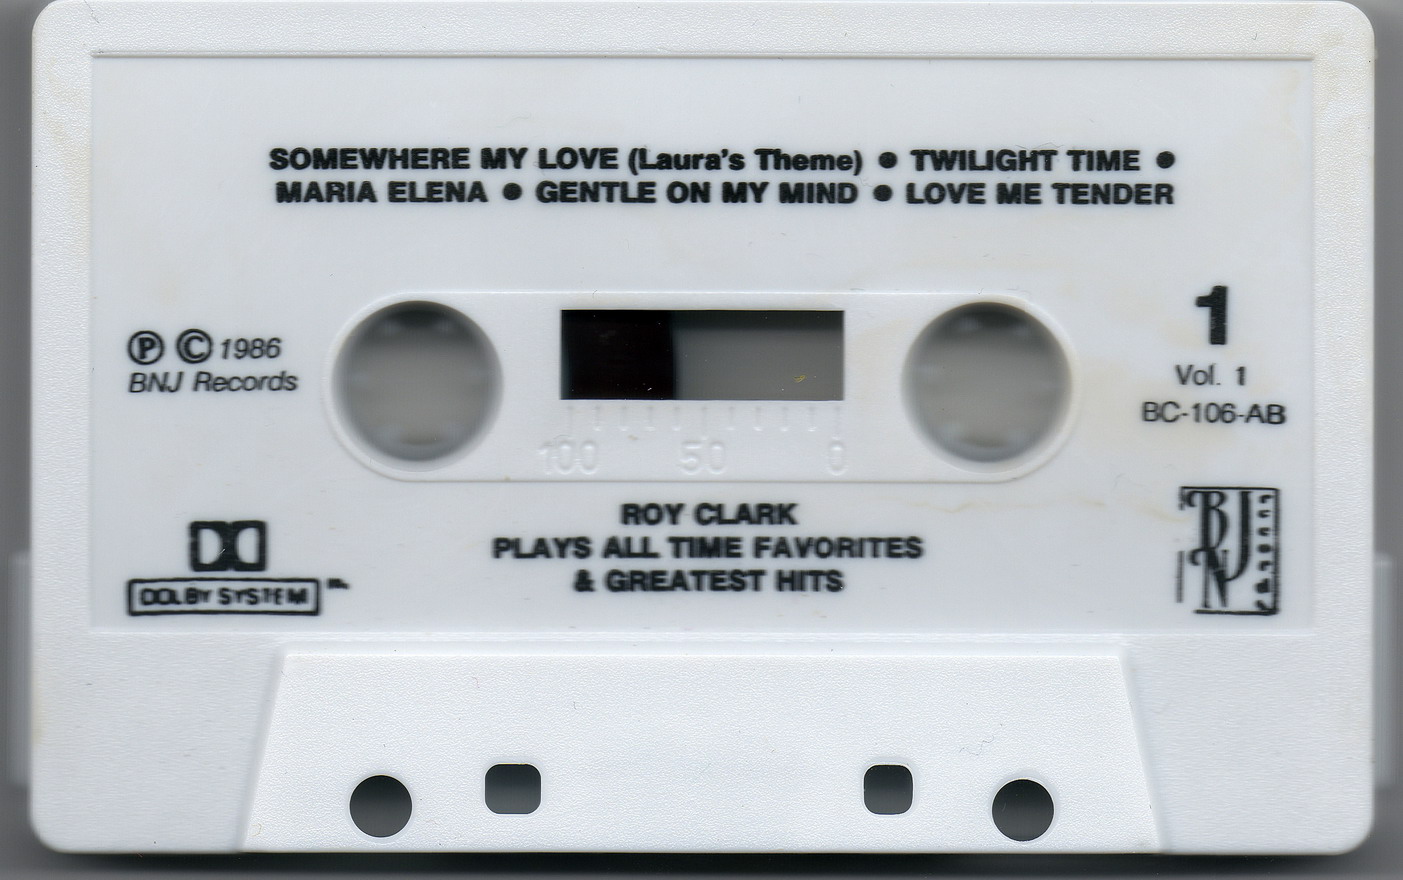 SOMEWHERE MY LOVE (Laura's Theme) ● TWILIGHT TIME ●
MARIA ELENA ● GENTLE ON MY MIND ● LOVE ME TENDER
Ⓟ © 1986
BNJ Records
1
Vol. 1
BC-106-AB
100 50 0
ROY CLARK
PLAYS ALL TIME FAVORITES
& GREATEST HITS
DOLBY SYSTEM
BNJ